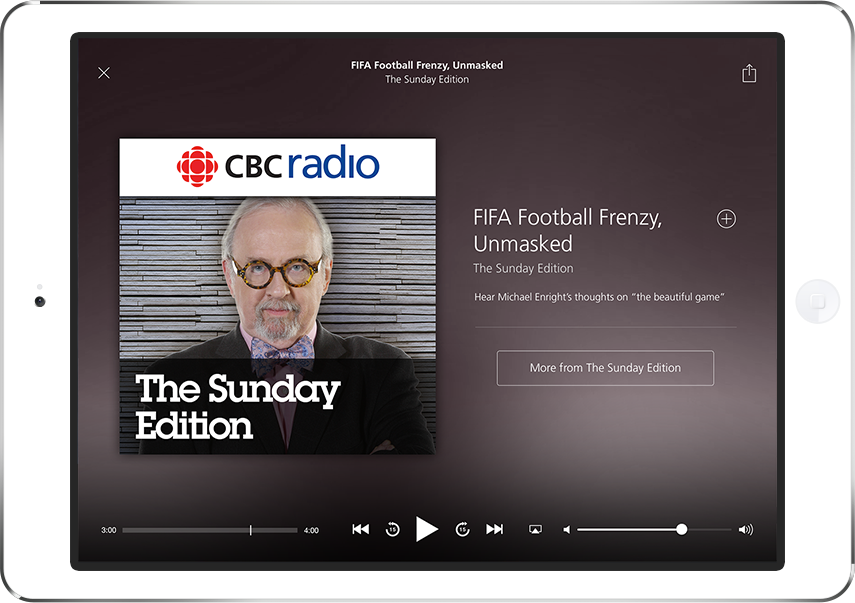 FIFA Football Frenzy, Unmasked
The Sunday Edition
CBC radio
The Sunday
Edition
FIFA Football Frenzy,
Unmasked
The Sunday Edition
Hear Michael Enright's thoughts on “the beautiful game”
More from The Sunday Edition
3:00
4:00
15
15